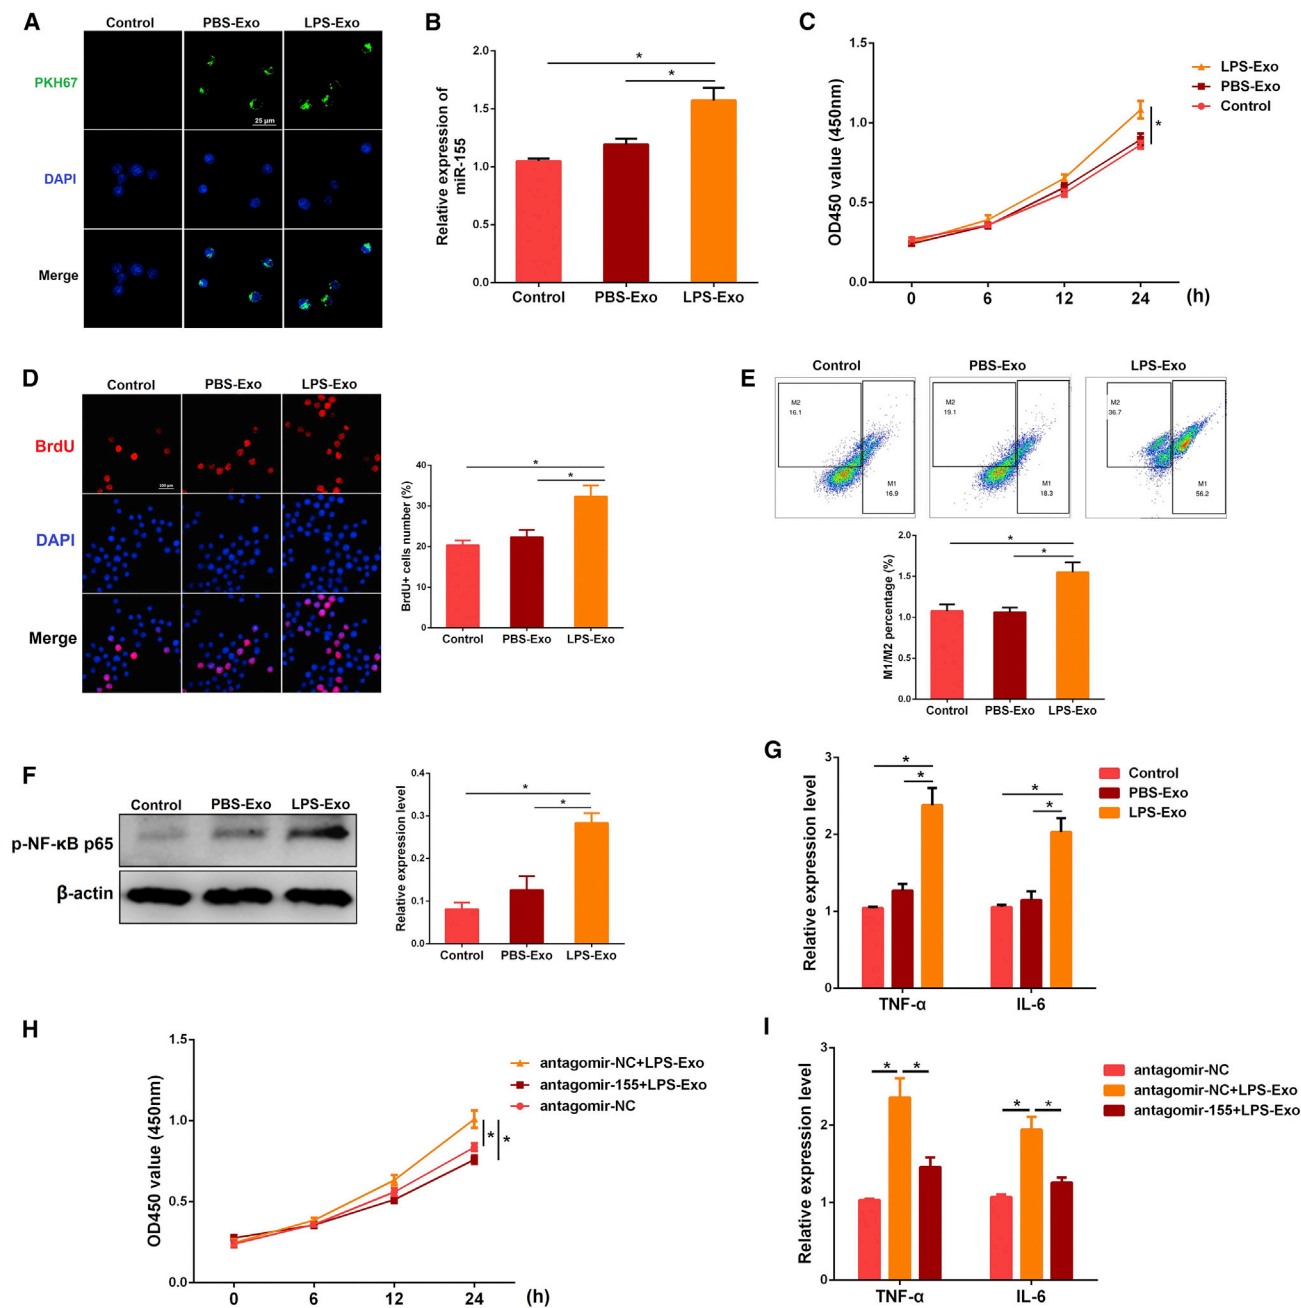 A
Control PBS-Exo LPS-Exo
PKH67
25 μm
DAPI
Merge
B
Relative expression of
miR-155
2.0
1.5
1.0
0.5
0.0
* *
Control PBS-Exo LPS-Exo
C
OD450 value (450nm)
1.5
1.0
0.5
0.0
0 6 12 24 (h)
*
LPS-Exo
PBS-Exo
Control
D
Control PBS-Exo LPS-Exo
BrdU
100 μm
DAPI
Merge
BrdU+ cells number (%)
40
30
20
10
0
* *
Control PBS-Exo LPS-Exo
E
Control PBS-Exo LPS-Exo
M2
16.1
M1
16.9
M2
19.1
M1
18.3
M2
36.7
M1
56.2
M1/M2 percentage (%)
2.0
1.5
1.0
0.5
0.0
* *
Control PBS-Exo LPS-Exo
F
Control PBS-Exo LPS-Exo
p-NF-κB p65
β-actin
Relative expression level
0.4
0.3
0.2
0.1
0.0
* *
Control PBS-Exo LPS-Exo
G
Relative expression level
3
2
1
0
* * * *
TNF-α IL-6
Control
PBS-Exo
LPS-Exo
H
OD450 value (450nm)
1.5
1.0
0.5
0.0
0 6 12 24 (h)
* *
antagomir-NC+LPS-Exo
antagomir-155+LPS-Exo
antagomir-NC
I
Relative expression level
3
2
1
0
* * * *
TNF-α IL-6
antagomir-NC
antagomir-NC+LPS-Exo
antagomir-155+LPS-Exo